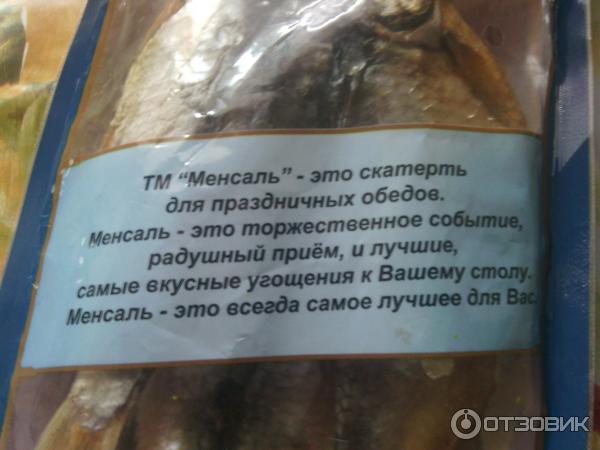 ТМ “Менсаль” - это скатерть
для праздничных обедов.
Менсаль - это торжественное событие,
радушный приём, и лучшие,
самые вкусные угощения к Вашему столу.
Менсаль - это всегда самое лучшее для Вас.
ОТЗОВИК